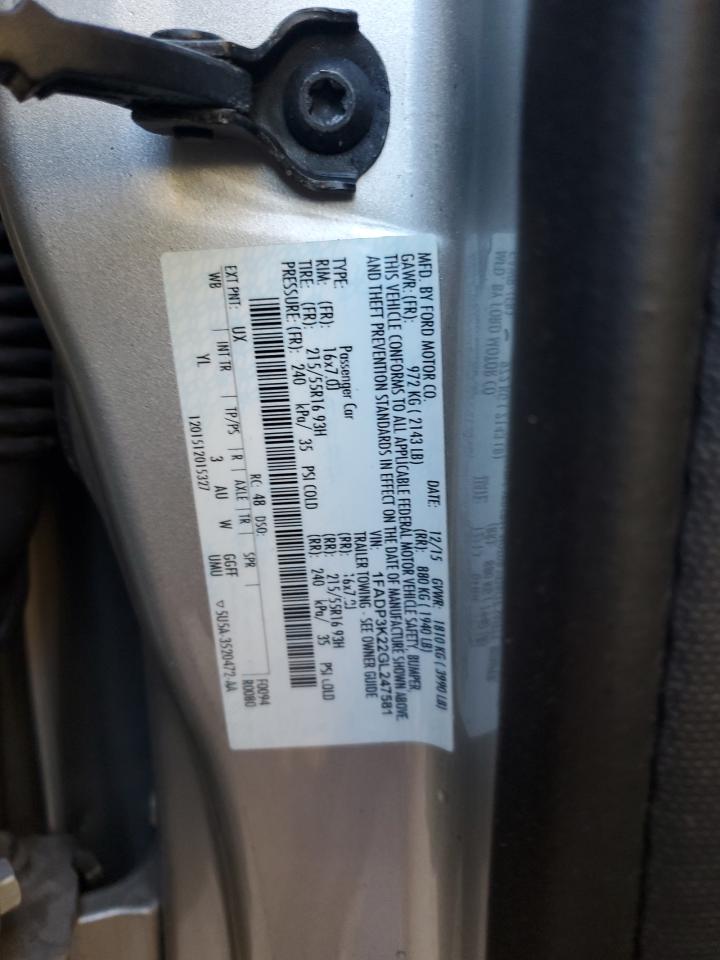 MFD. BY FORD MOTOR CO.
DATE: 12/15 GVWR: 1810 KG ( 3990 LB)
GAWR: (FR): 972 KG ( 2143 LB) (RR): 880 KG ( 1940 LB)
THIS VEHICLE CONFORMS TO ALL APPLICABLE FEDERAL MOTOR VEHICLE SAFETY, BUMPER,
AND THEFT PREVENTION STANDARDS IN EFFECT ON THE DATE OF MANUFACTURE SHOWN ABOVE.
VIN: 1FADP3K22GL247581
TYPE: Passenger Car TRAILER TOWING - SEE OWNER GUIDE
RIM: (FR): 16x7.0J (RR): 16x7.0J
TIRE: (FR): 215/55R16 93H (RR): 215/55R16 93H
PRESSURE: (FR): 240 kPa/ 35 PSI COLD (RR): 240 kPa/ 35 PSI COLD
RC: 48 DSO: F0094
EXT PNT: UX R0080
INT TR TP/PS R AXLE TR SPR
WB YL 3 AU W GGFF
UMU
1201512015327 ▽ 5U5A-3520472-AA